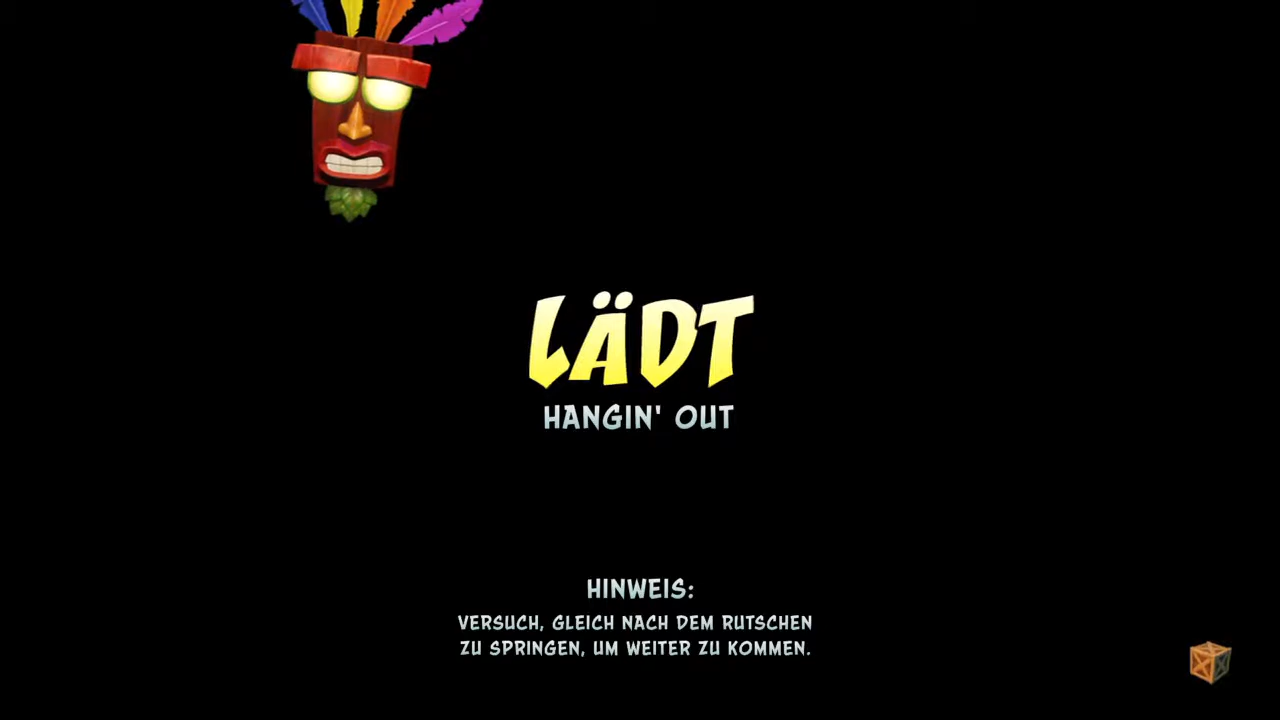 LÄDT
HANGIN' OUT
HINWEIS:
VERSUCH, GLEICH NACH DEM RUTSCHEN
ZU SPRINGEN, UM WEITER ZU KOMMEN.